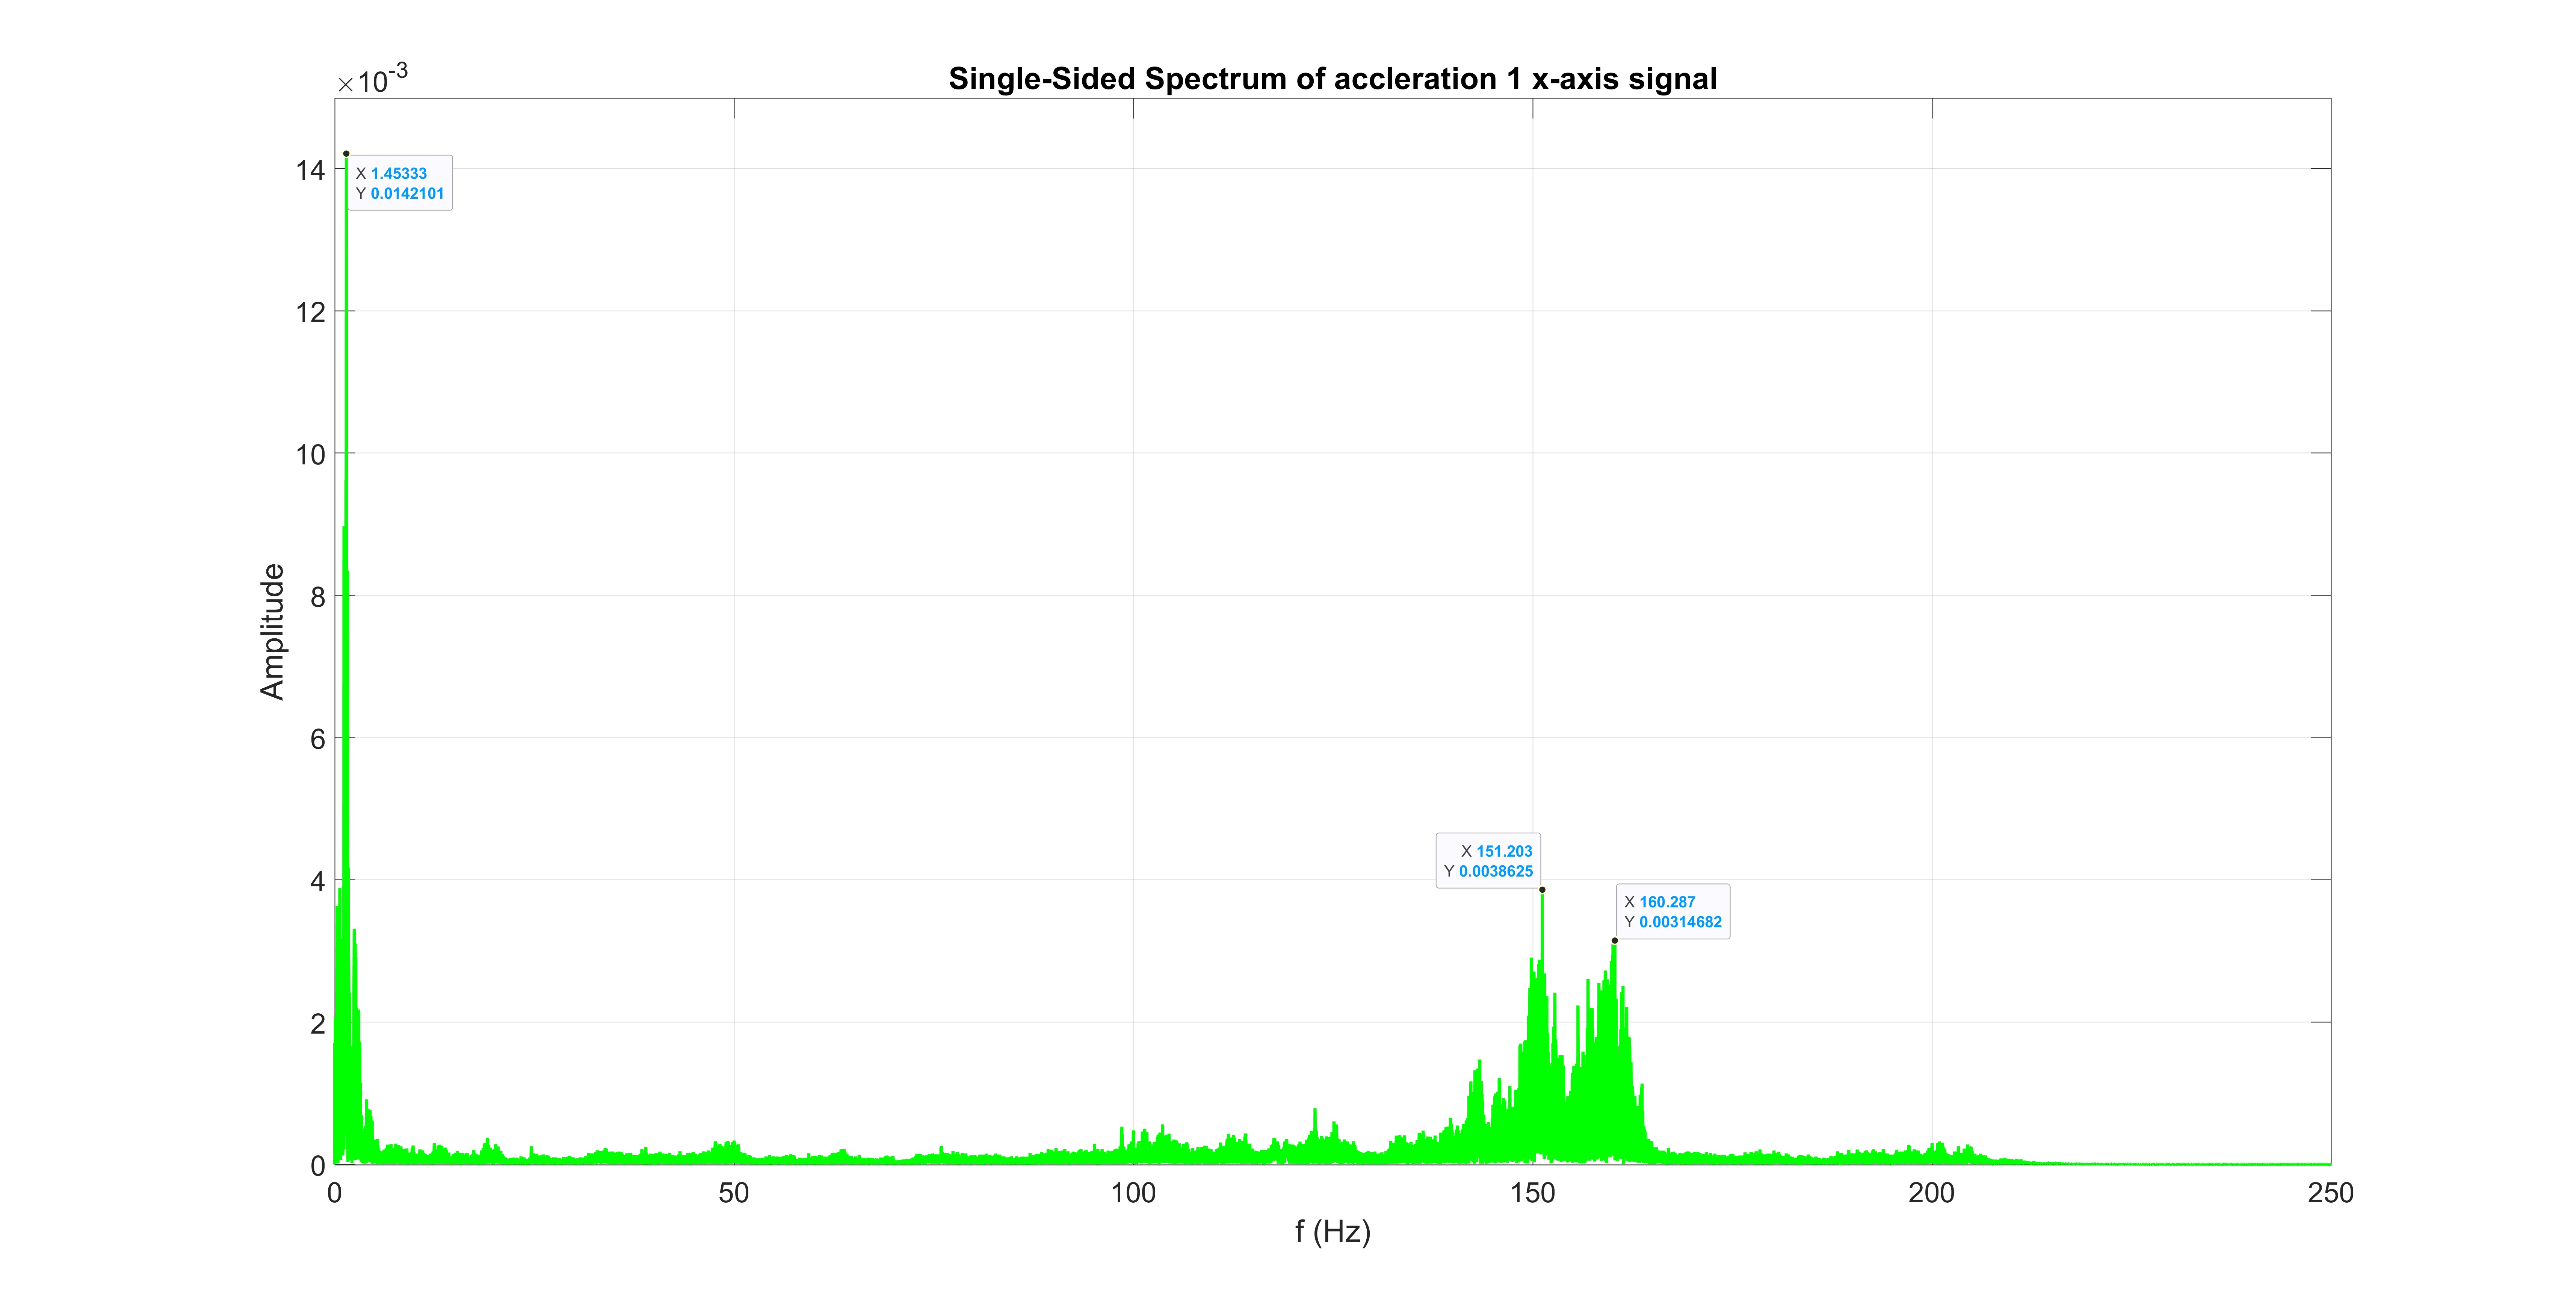 ×10-3
Single-Sided Spectrum of accleration 1 x-axis signal
14
12
10
8
6
4
2
0
Amplitude
X 1.45333
Y 0.0142101
X 151.203
Y 0.0038625
X 160.287
Y 0.00314682
0 50 100 150 200 250
f (Hz)